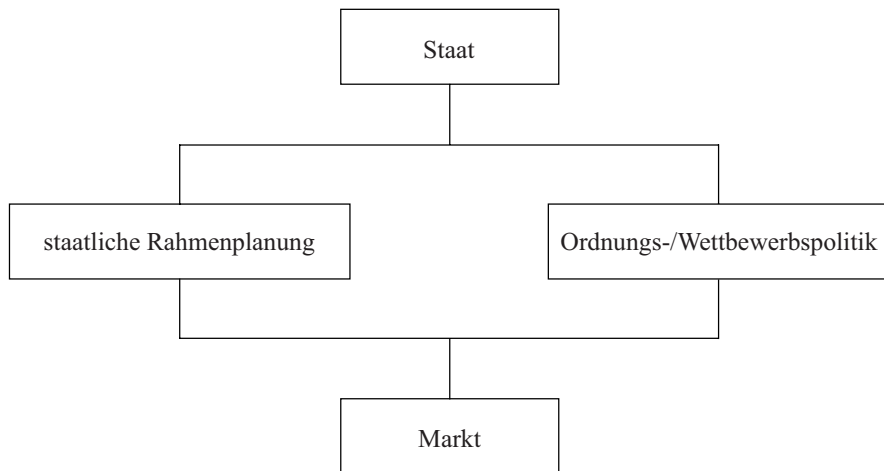 Staat
staatliche Rahmenplanung
Ordnungs-/Wettbewerbspolitik
Markt